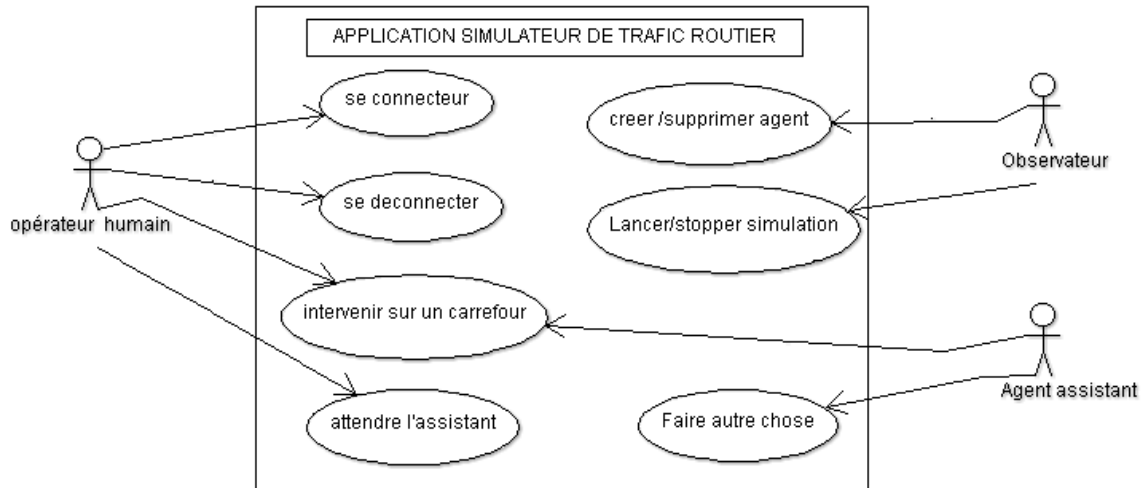 APPLICATION SIMULATEUR DE TRAFIC ROUTIER
se connecteur
creer /supprimer agent
Observateur
opérateur humain
se deconnecter
Lancer/stopper simulation
intervenir sur un carrefour
Agent assistant
attendre l'assistant
Faire autre chose